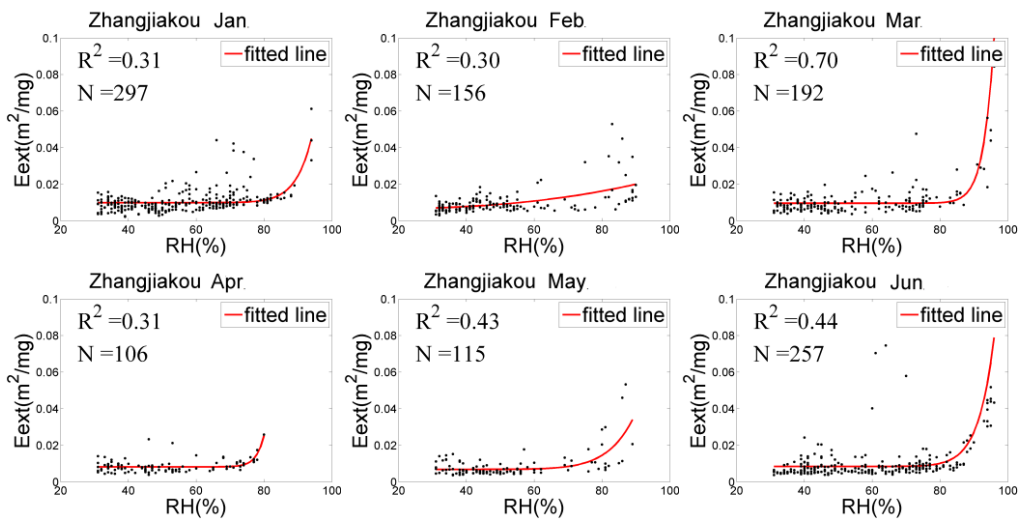 Zhangjiakou Jan.
0.1
0.08
0.06
0.04
0.02
0
Eext(m²/mg)
R² =0.31
N =297
fitted line
20 40 60 80 100
RH(%)
Zhangjiakou Feb.
0.1
0.08
0.06
0.04
0.02
0
Eext(m²/mg)
R² =0.30
N =156
fitted line
20 40 60 80 100
RH(%)
Zhangjiakou Mar.
0.1
0.08
0.06
0.04
0.02
0
Eext(m²/mg)
R² =0.70
N =192
fitted line
20 40 60 80 100
RH(%)
Zhangjiakou Apr.
0.1
0.08
0.06
0.04
0.02
0
Eext(m²/mg)
R² =0.31
N =106
fitted line
20 40 60 80 100
RH(%)
Zhangjiakou May.
0.1
0.08
0.06
0.04
0.02
0
Eext(m²/mg)
R² =0.43
N =115
fitted line
20 40 60 80 100
RH(%)
Zhangjiakou Jun.
0.1
0.08
0.06
0.04
0.02
0
Eext(m²/mg)
R² =0.44
N =257
fitted line
20 40 60 80 100
RH(%)